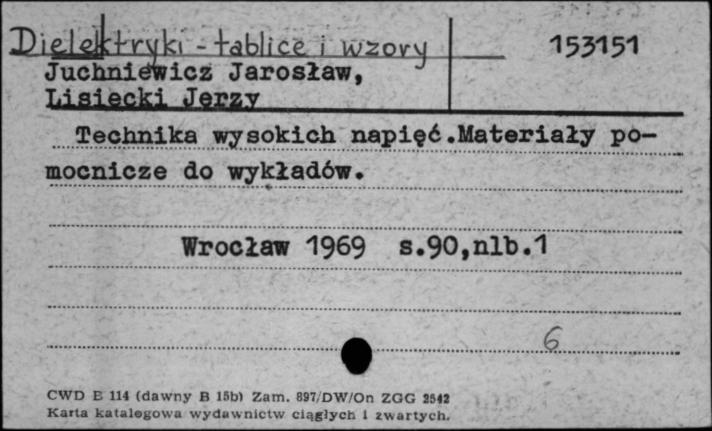 Dielektryki - tablice i wzory 153151
Juchniewicz Jarosław,
Lisiecki Jerzy
Technika wysokich napięć.Materiały po-
mocnicze do wykładów.
Wrocław 1969 s.90,nlb.1
6
CWD E 114 (dawny B 15b) Zam. 897/DW/On ZGG 2542
Karta katalogowa wydawnictw ciągłych i zwartych.